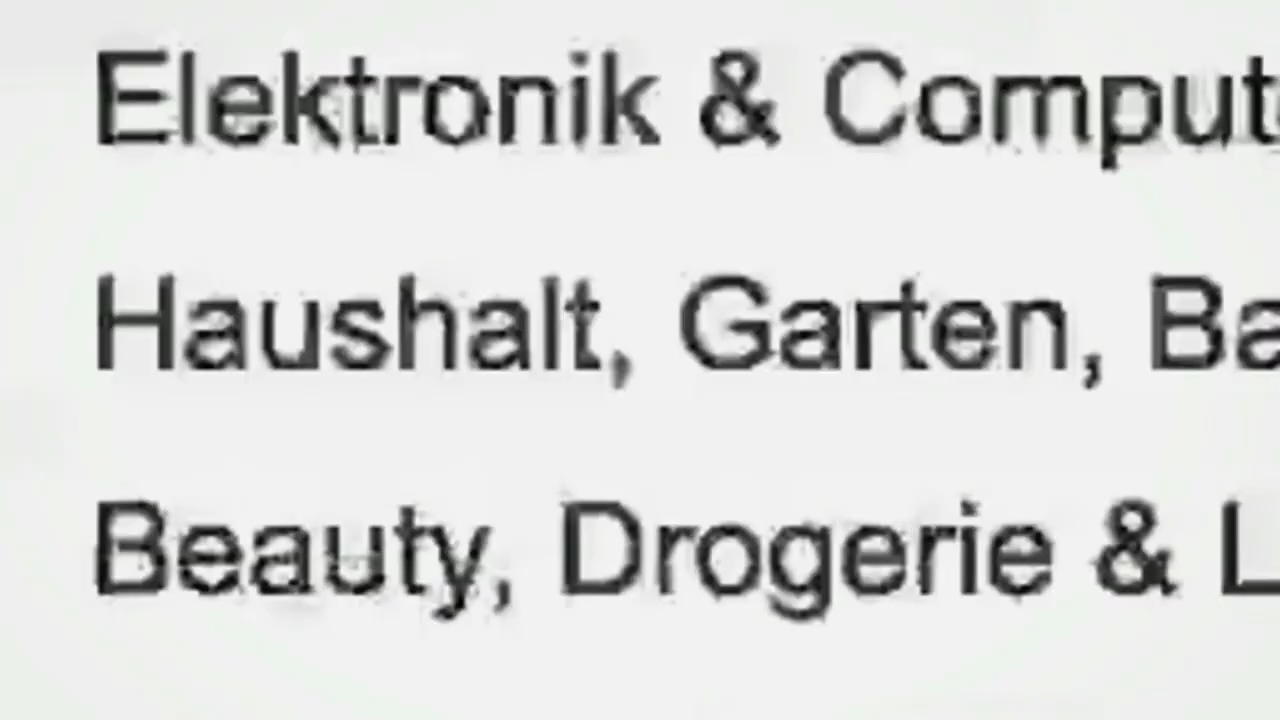 Elektronik & Comput
Haushalt, Garten, Ba
Beauty, Drogerie & L